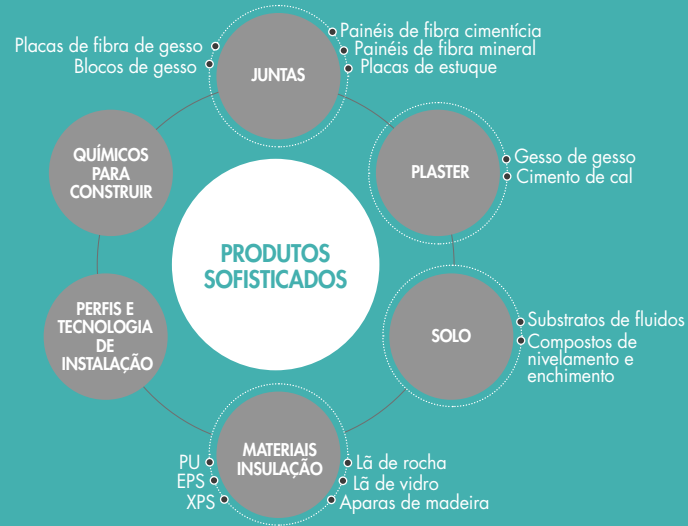 Placas de fibra de gesso
Blocos de gesso
JUNTAS
Painéis de fibra cimentícia
Painéis de fibra mineral
Placas de estuque
QUÍMICOS
PARA
CONSTRUIR
PLASTER
Gesso de gesso
Cimento de cal
PRODUTOS
SOFISTICADOS
PERFIS E
TECNOLOGIA
DE
INSTALAÇÃO
SOLO
Substratos de fluidos
Compostos de
nivelamento e
enchimento
MATERIAIS
INSULAÇÃO
PU
EPS
XPS
Lã de rocha
Lã de vidro
Aparas de madeira